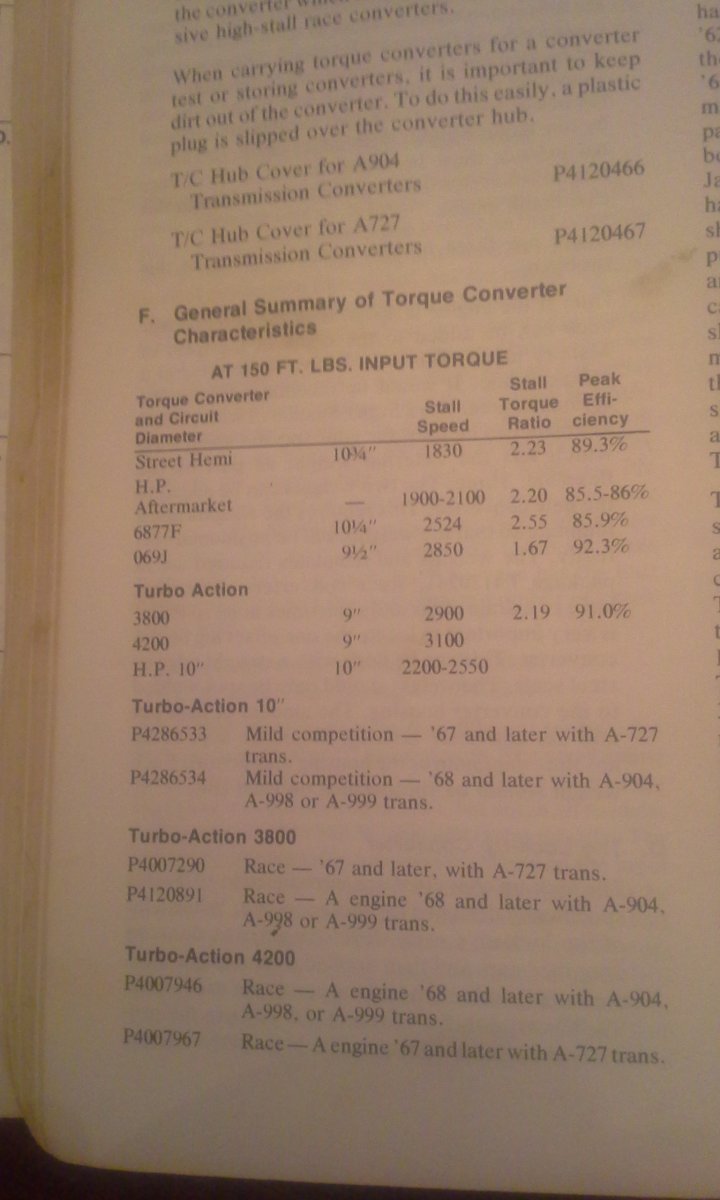 the converter
sive high-stall race converters.
When carrying torque converters for a converter
test or storing converters, it is important to keep
dirt out of the converter. To do this easily, a plastic
plug is slipped over the converter hub.
T/C Hub Cover for A904
Transmission Converters P4120466
T/C Hub Cover for A727
Transmission Converters P4120467
F. General Summary of Torque Converter
Characteristics
AT 150 FT. LBS. INPUT TORQUE
Torque Converter
and Circuit
Diameter
Stall
Speed
Stall
Torque
Ratio
Peak
Effi-
ciency
Street Hemi 10¾" 1830 2.23 89.3%
H.P.
Aftermarket — 1900-2100 2.20 85.5-86%
6877F 10¼" 2524 2.55 85.9%
069J 9½" 2850 1.67 92.3%
Turbo Action
3800 9" 2900 2.19 91.0%
4200 9" 3100
H.P. 10" 10" 2200-2550
Turbo-Action 10"
P4286533 Mild competition — '67 and later with A-727
trans.
P4286534 Mild competition — '68 and later with A-904,
A-998 or A-999 trans.
Turbo-Action 3800
P4007290 Race — '67 and later, with A-727 trans.
P4120891 Race — A engine '68 and later with A-904,
A-998 or A-999 trans.
Turbo-Action 4200
P4007946 Race — A engine '68 and later with A-904,
A-998, or A-999 trans.
P4007967 Race — A engine '67 and later with A-727 trans.